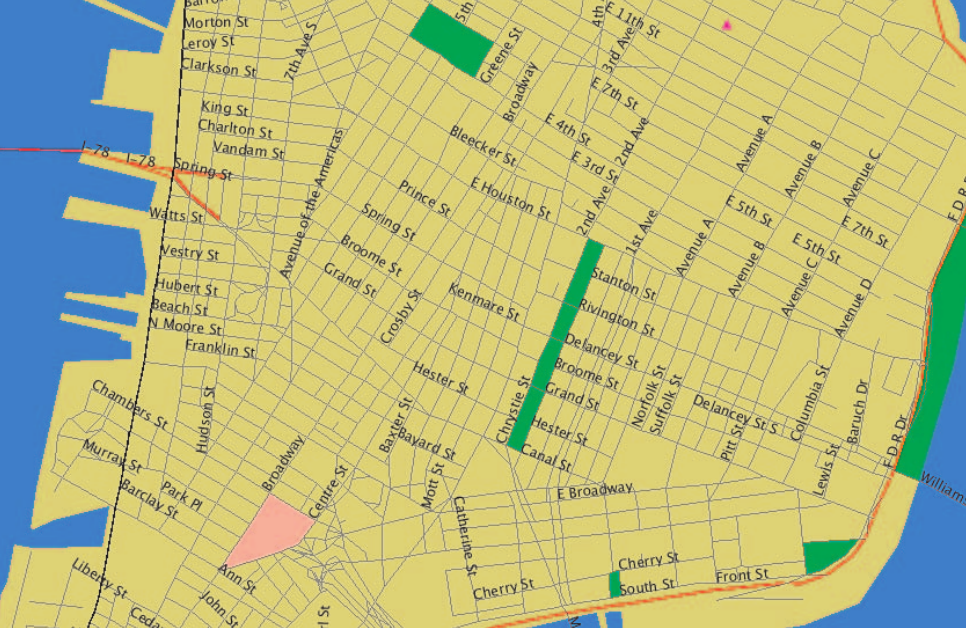 Morton St
Leroy St
Clarkson St
7th Ave S
5th
Greene St
Broadway
4th
E 11th St
3rd Ave
E 7th St
King St
Charlton St
Vandam St
Avenue of the Americas
Bleecker St
E 4th St
E 3rd St
2nd Ave
Avenue A
Avenue B
Avenue C
I-78
I-78
Spring St
Watts St
Prince St
E Houston St
2nd Ave
1st Ave
Avenue A
E 5th St
E 7th St
F D R
Vestry St
Spring St
Broome St
Grand St
Avenue B
E 5th St
Avenue C
Avenue D
Hubert St
Beach St
N Moore St
Franklin St
Crosby St
Kenmare St
Stanton St
Rivington St
Delancey St
Broome St
Grand St
Hester St
Chrystie St
Norfolk St
Suffolk St
Delancey St S
Pitt St
Columbia St
Baruch Dr
Chambers St
Hudson St
Baxter St
Bayard St
Hester St
Canal St
F D R Dr
Murray St
Park Pl
Barclay St
Broadway
Centre St
Mott St
Catherine St
E Broadway
Lewis St
Williams
Liberty St
Ann St
John St
Cedar
Cherry St
Cherry St
South St
Front St
l St
M